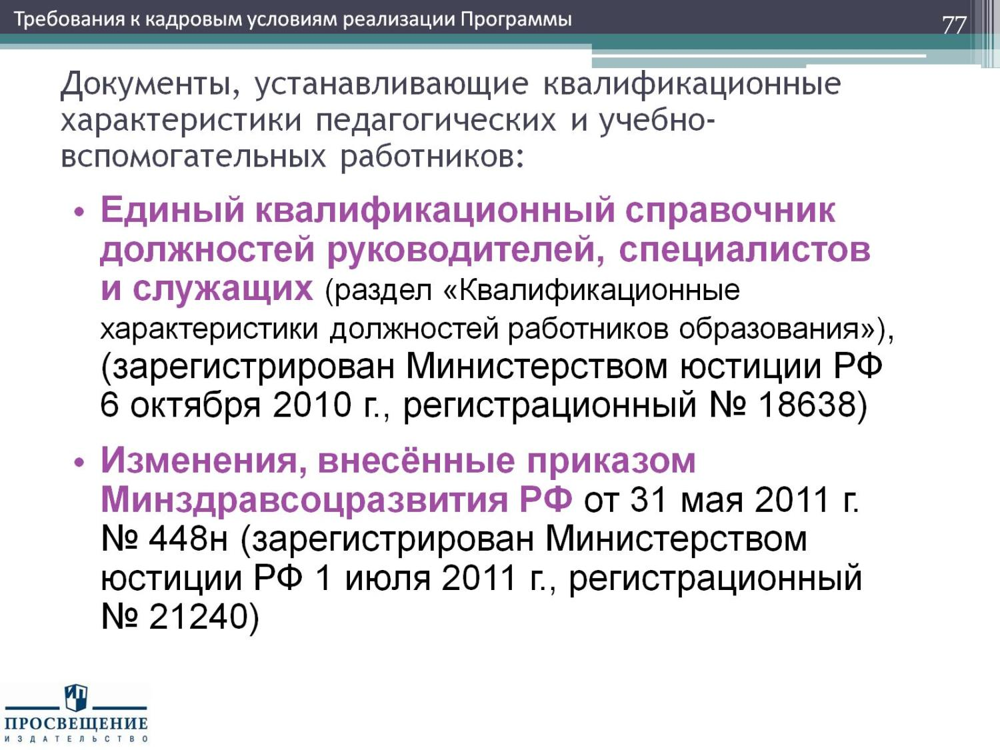 Требования к кадровым условиям реализации Программы
77
Документы, устанавливающие квалификационные
характеристики педагогических и учебно-
вспомогательных работников:
• Единый квалификационный справочник
должностей руководителей, специалистов
и служащих (раздел «Квалификационные
характеристики должностей работников образования»),
(зарегистрирован Министерством юстиции РФ
6 октября 2010 г., регистрационный № 18638)
• Изменения, внесённые приказом
Минздравсоцразвития РФ от 31 мая 2011 г.
№ 448н (зарегистрирован Министерством
юстиции РФ 1 июля 2011 г., регистрационный
№ 21240)
ИП
ПРОСВЕЩЕНИЕ
ИЗДАТЕЛЬСТВО